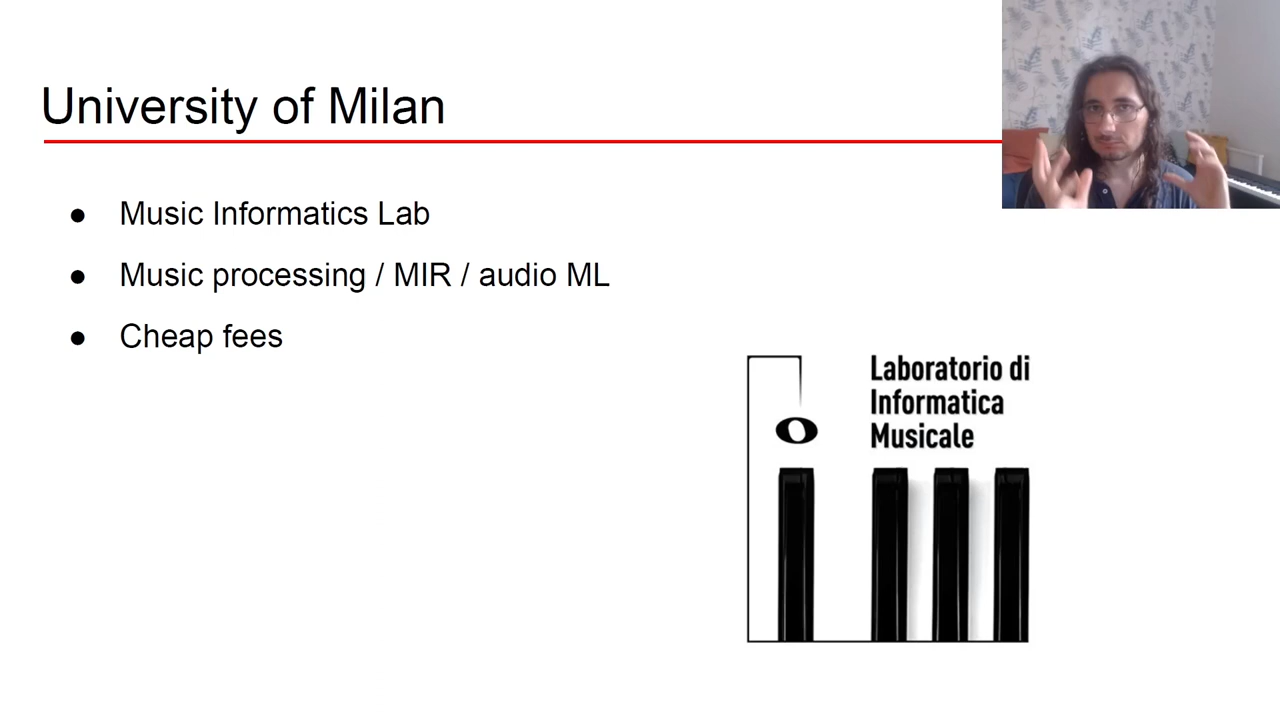 University of Milan
● Music Informatics Lab
● Music processing / MIR / audio ML
● Cheap fees
Laboratorio di
Informatica
Musicale